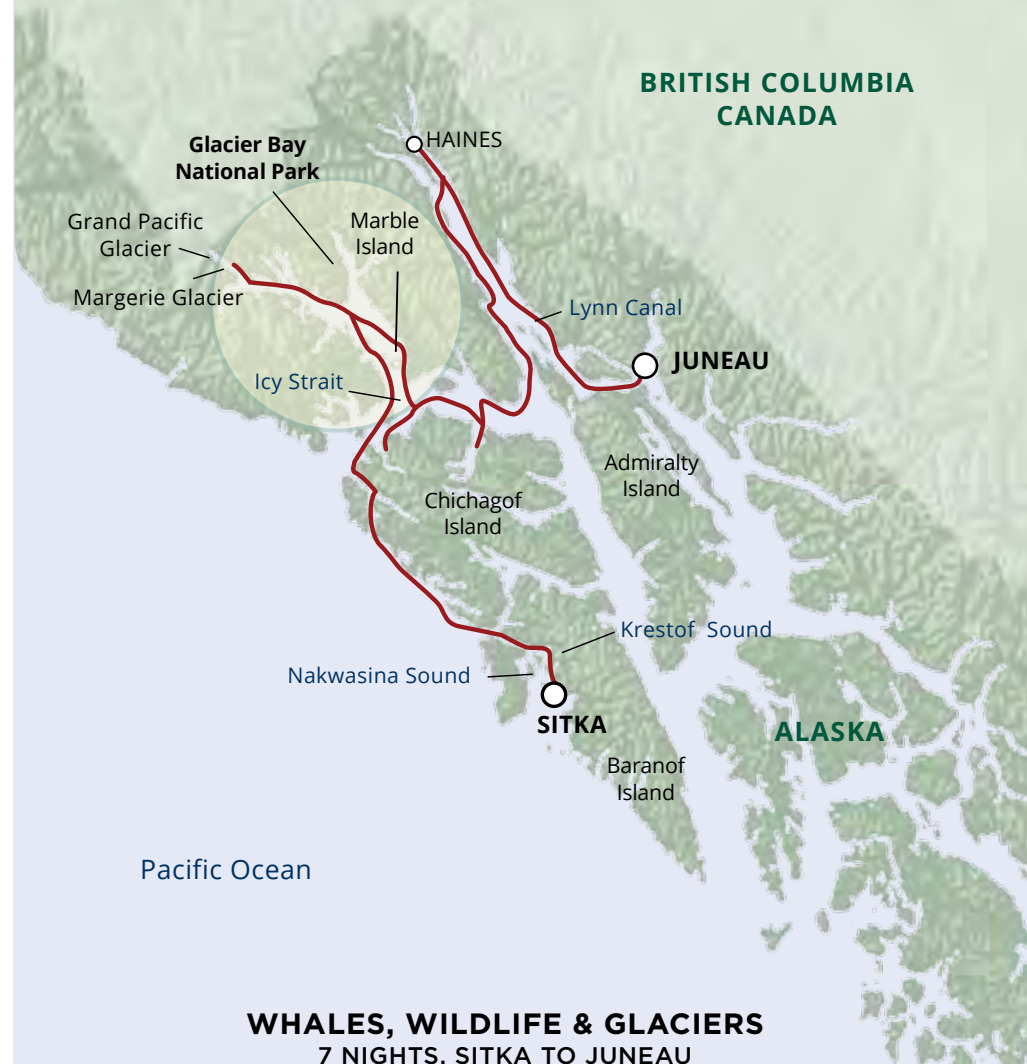 BRITISH COLUMBIA
CANADA
HAINES
Glacier Bay
National Park
Grand Pacific
Glacier
Marble
Island
Margerie Glacier
Lynn Canal
JUNEAU
Icy Strait
Admiralty
Island
Chichagof
Island
Krestof Sound
Nakwasina Sound
SITKA
ALASKA
Baranof
Island
Pacific Ocean
WHALES, WILDLIFE & GLACIERS
7 NIGHTS, SITKA TO JUNEAU